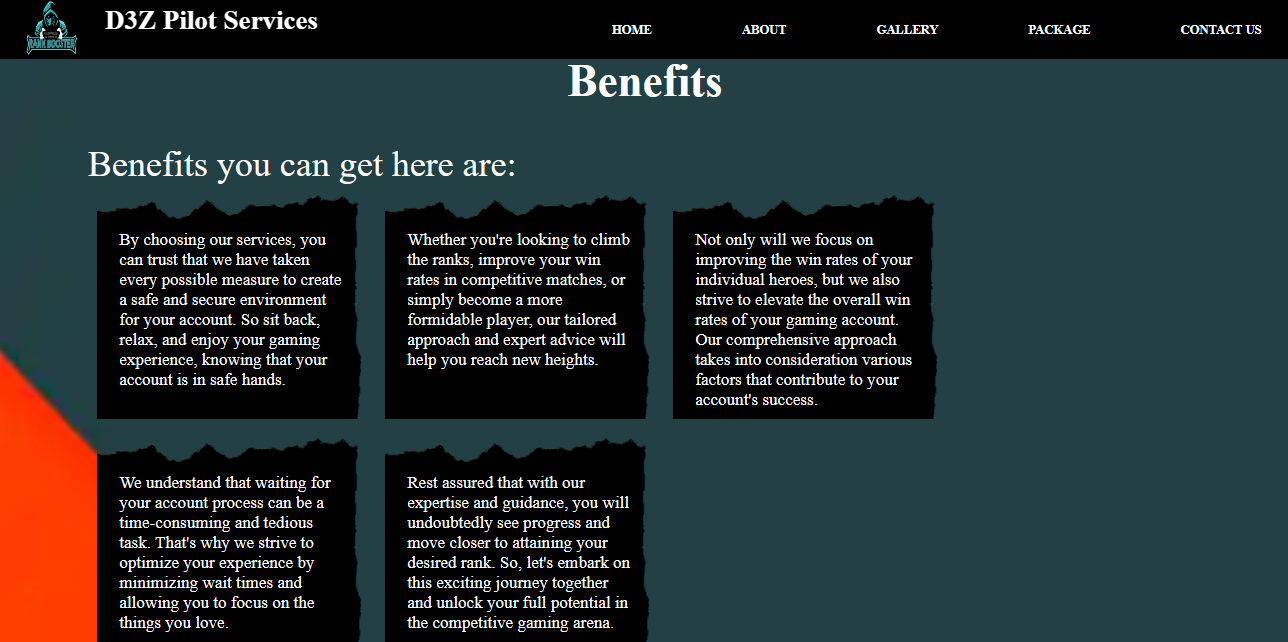 RANK BOOSTER
D3Z Pilot Services
HOME
ABOUT
GALLERY
PACKAGE
CONTACT US
Benefits
Benefits you can get here are:
By choosing our services, you
can trust that we have taken
every possible measure to create
a safe and secure environment
for your account. So sit back,
relax, and enjoy your gaming
experience, knowing that your
account is in safe hands.
Whether you're looking to climb
the ranks, improve your win
rates in competitive matches, or
simply become a more
formidable player, our tailored
approach and expert advice will
help you reach new heights.
Not only will we focus on
improving the win rates of your
individual heroes, but we also
strive to elevate the overall win
rates of your gaming account.
Our comprehensive approach
takes into consideration various
factors that contribute to your
account's success.
We understand that waiting for
your account process can be a
time-consuming and tedious
task. That's why we strive to
optimize your experience by
minimizing wait times and
allowing you to focus on the
things you love.
Rest assured that with our
expertise and guidance, you will
undoubtedly see progress and
move closer to attaining your
desired rank. So, let's embark on
this exciting journey together
and unlock your full potential in
the competitive gaming arena.